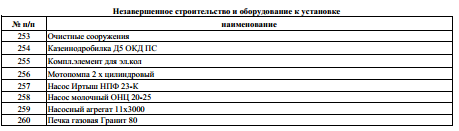 Незавершенное строительство и оборудование к установке
№ п/п наименование
253 Очистные сооружения
254 Казеинодробилка Д5 ОКД ПС
255 Компл.элемент для эл.кол
256 Мотопомпа 2 х цилиндровый
257 Насос Иртыш НПФ 23-К
258 Насос молочный ОНЦ 20-25
259 Насосный агрегат 11х3000
260 Печка газовая Гранит 80